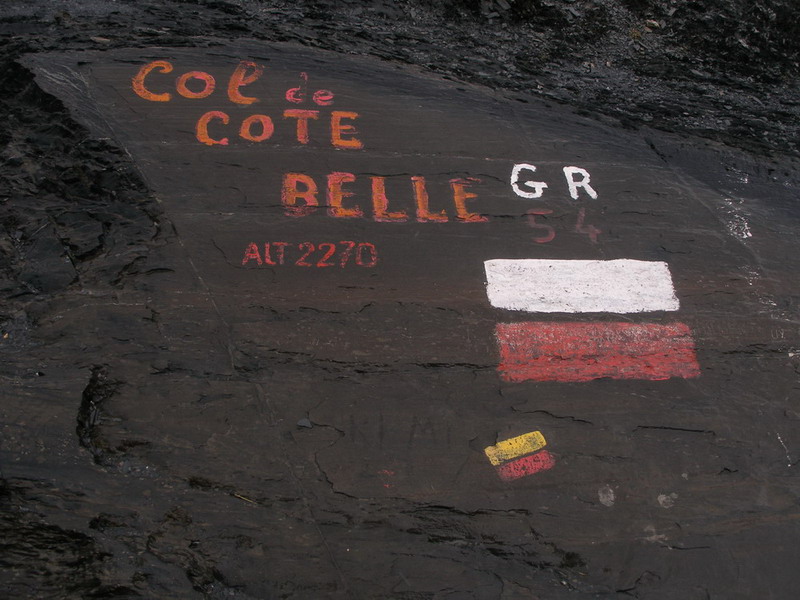 Col de
COTE
BELLE
GR
54
ALT 2270